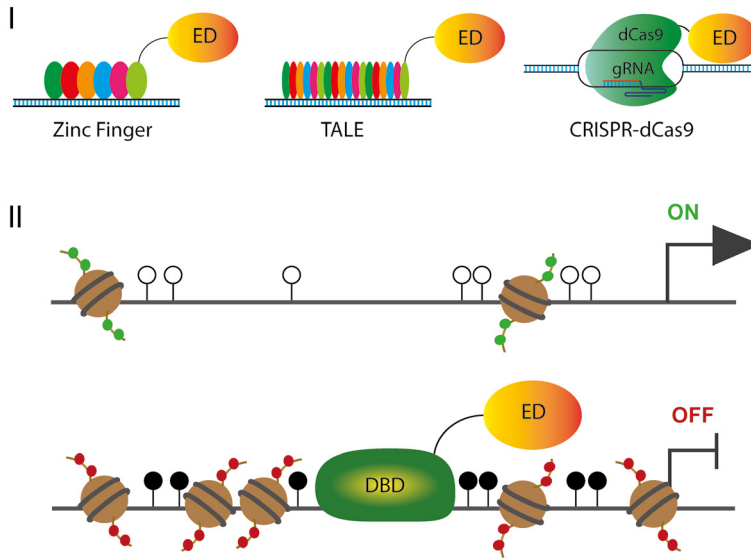 I
ED
ED
dCas9
ED
gRNA
Zinc Finger
TALE
CRISPR-dCas9
II
ON
ED
OFF
DBD